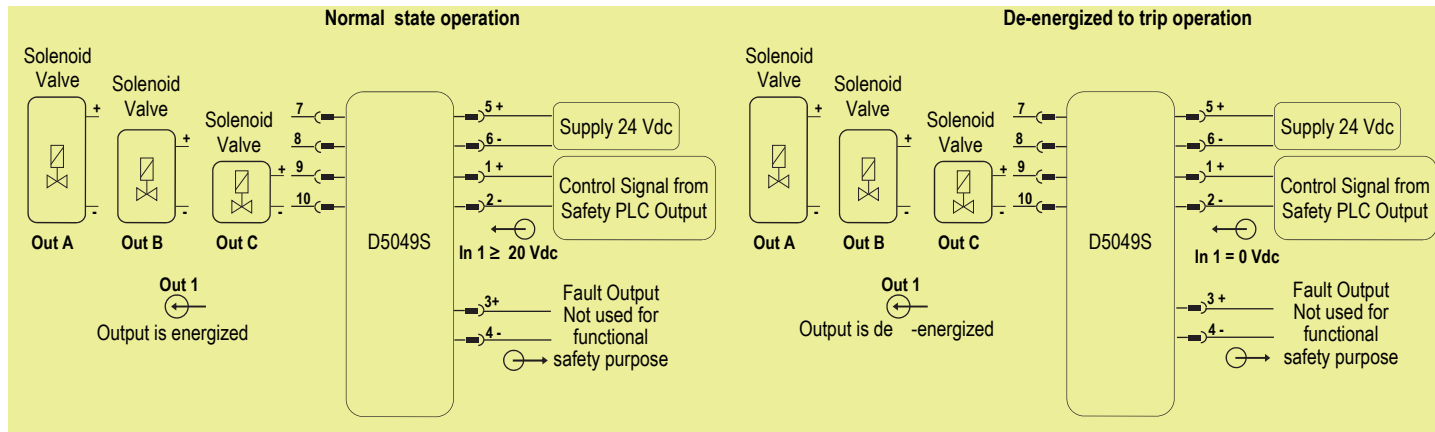 Normal state operation
Solenoid
Valve
+
-
Out A
Solenoid
Valve
+
-
Out B
Solenoid
Valve
+
-
Out C
7
8
9
10
D5049S
5 +
6 -
1 +
2 -
Supply 24 Vdc
Control Signal from
Safety PLC Output
In 1 ≥ 20 Vdc
Out 1
Output is energized
3+
4 -
Fault Output
Not used for
functional
safety purpose
De-energized to trip operation
Solenoid
Valve
+
-
Out A
Solenoid
Valve
+
-
Out B
Solenoid
Valve
+
-
Out C
7
8
9
10
D5049S
5 +
6 -
1 +
2 -
Supply 24 Vdc
Control Signal from
Safety PLC Output
In 1 = 0 Vdc
Out 1
Output is de -energized
3 +
4 -
Fault Output
Not used for
functional
safety purpose